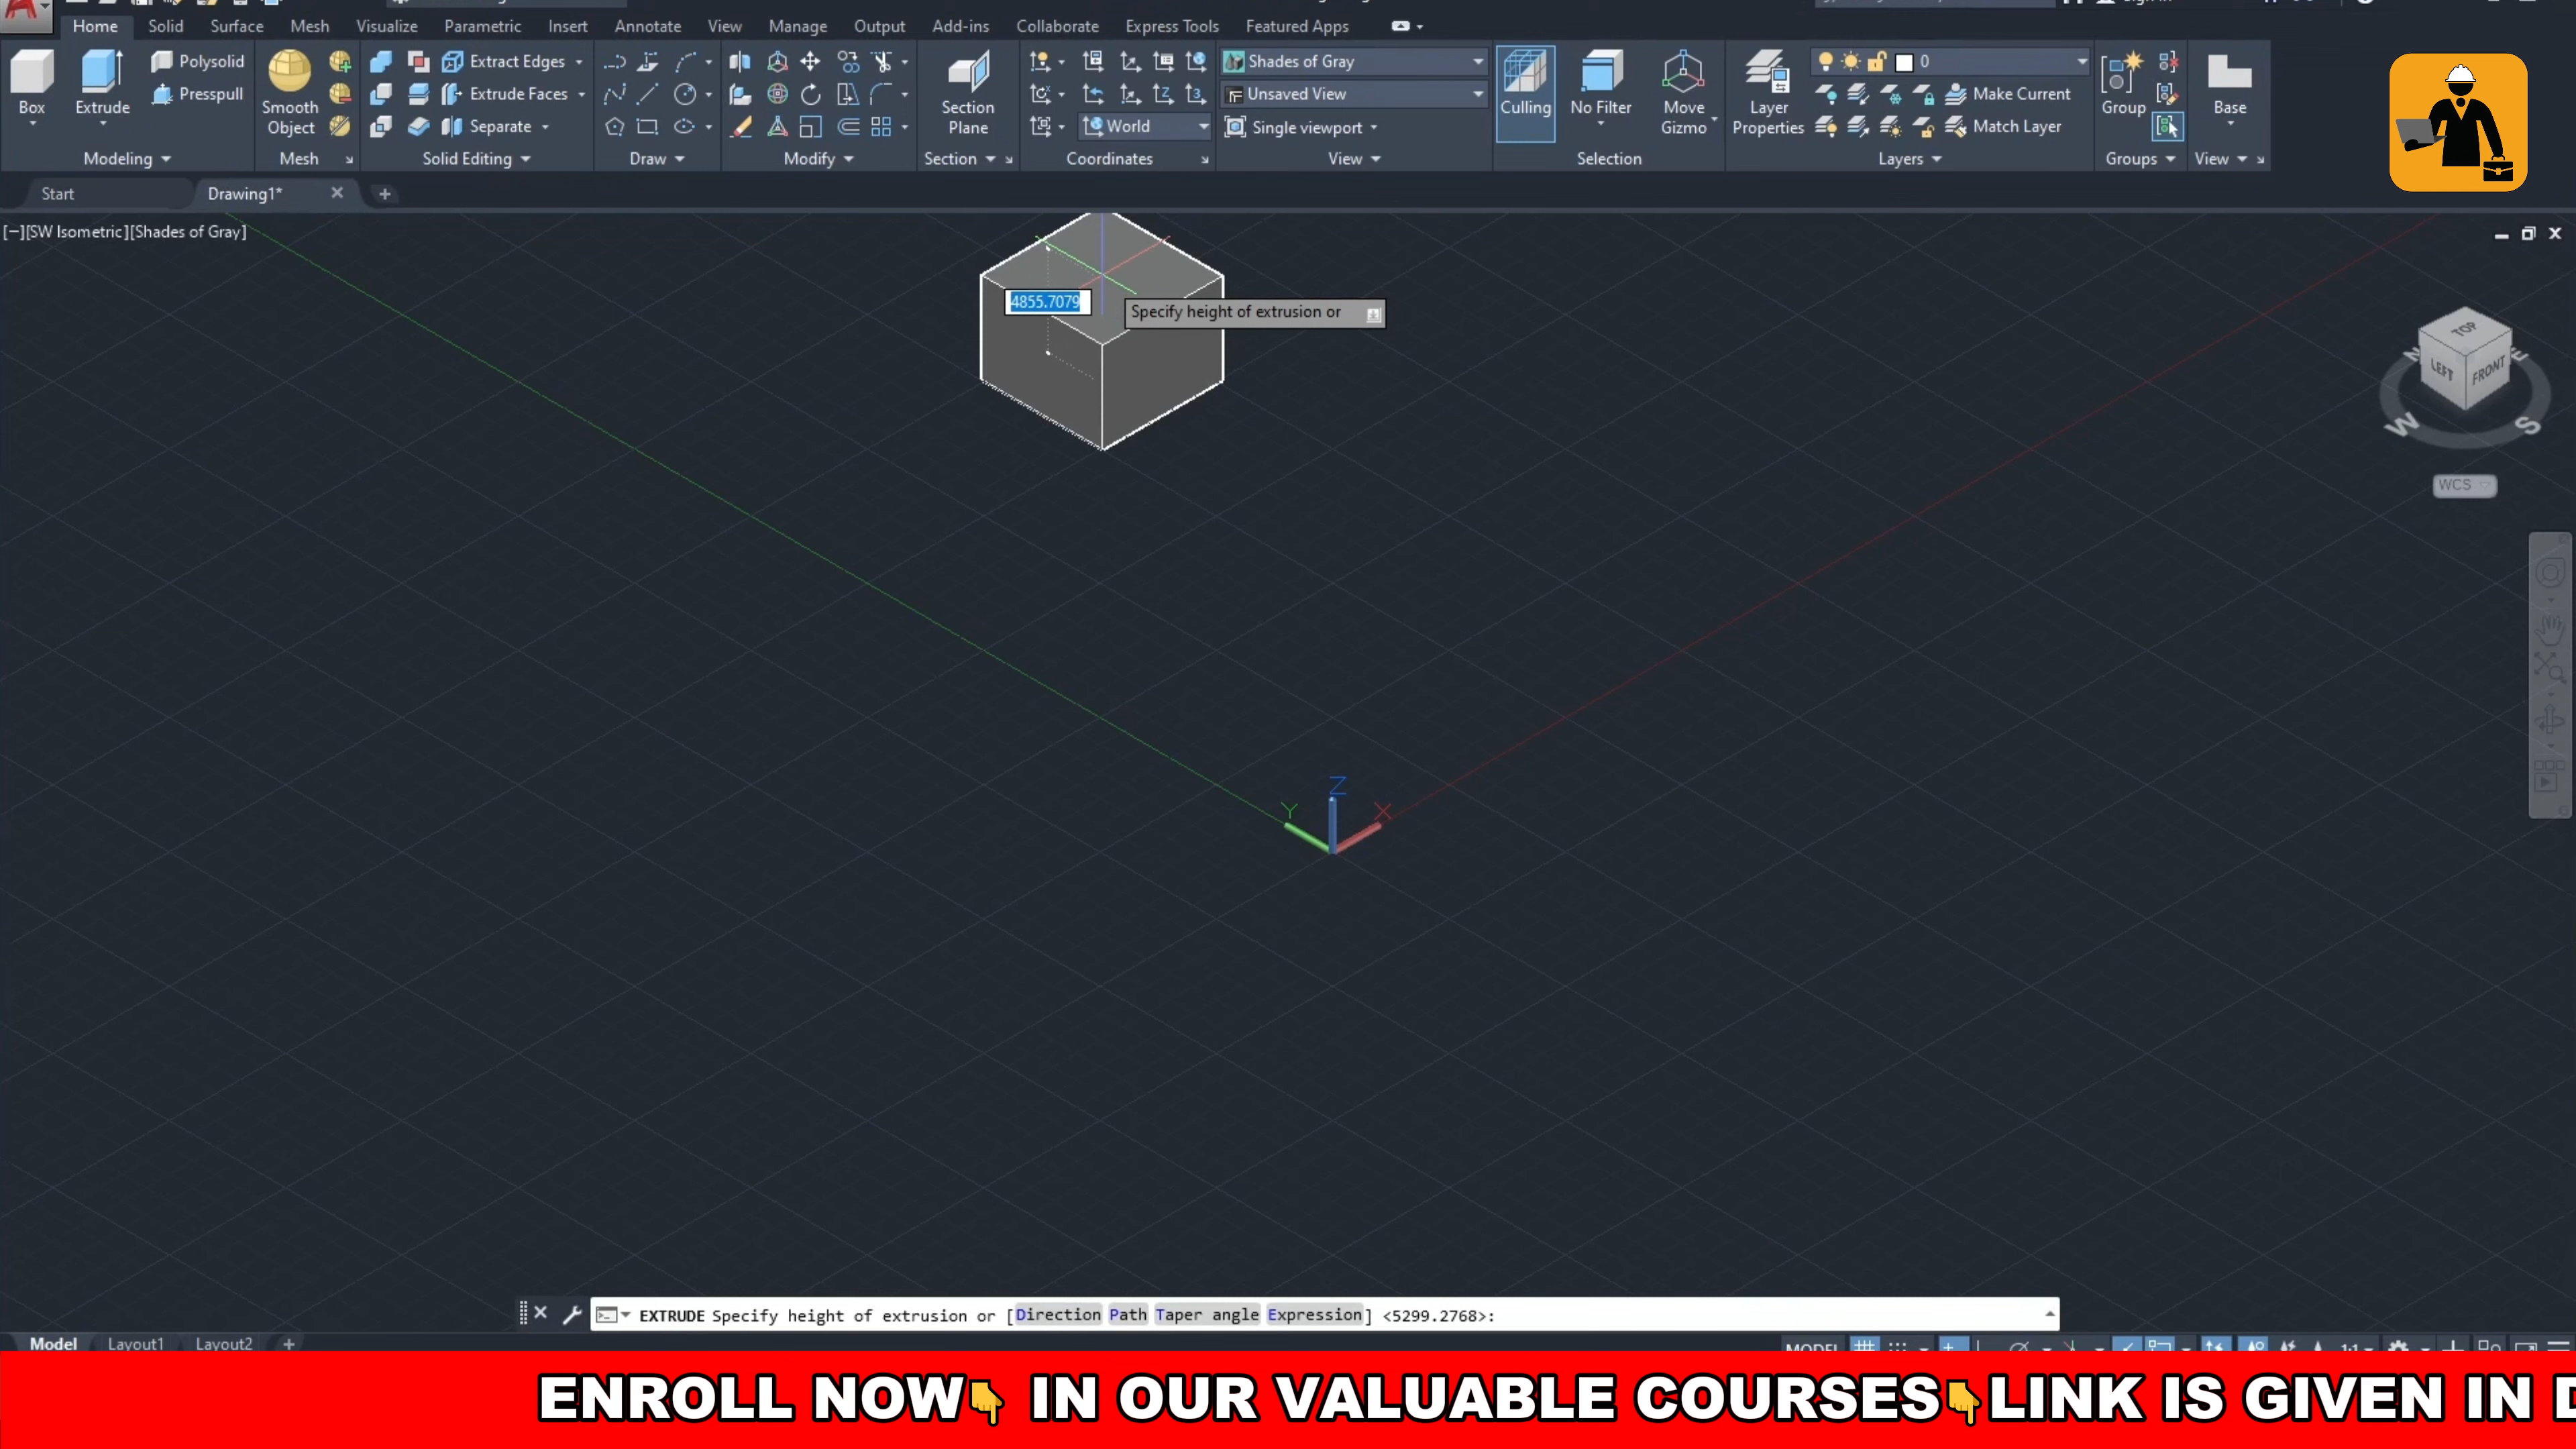 Home Solid Surface Mesh Visualize Parametric Insert Annotate View Manage Output Add-ins Collaborate Express Tools Featured Apps
Box
Extrude
Polysolid
Presspull
Modeling
Smooth
Object
Mesh
Extract Edges
Extrude Faces
Separate
Solid Editing
Draw
Modify
Section
Plane
Section
World
Coordinates
Shades of Gray
Unsaved View
Single viewport
View
Culling
No Filter
Move
Gizmo
Selection
Layer
Properties
0
Make Current
Match Layer
Layers
Group
Groups
Base
View
Start
Drawing1*
[−][SW Isometric][Shades of Gray]
4855.7079
Specify height of extrusion or
TOP
LEFT
FRONT
N
E
W
S
WCS
Z
Y
X
EXTRUDE Specify height of extrusion or [Direction Path Taper angle Expression] <5299.2768>:
Model Layout1 Layout2
MODEL
1:1
ENROLL NOW👇 IN OUR VALUABLE COURSES👇LINK IS GIVEN IN D